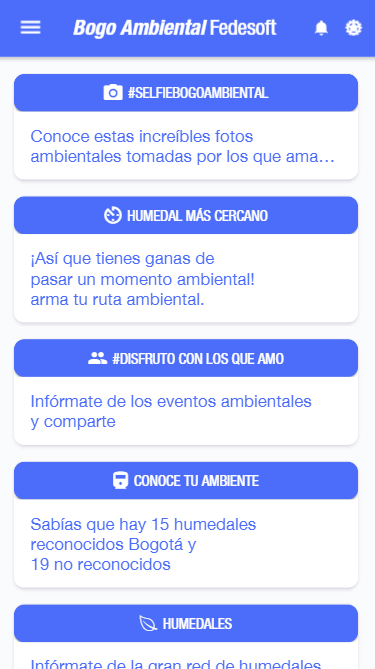 Bogo Ambiental Fedesoft
#SELFIEBOGOAMBIENTAL
Conoce estas increíbles fotos
ambientales tomadas por los que ama…
HUMEDAL MÁS CERCANO
¡Así que tienes ganas de
pasar un momento ambiental!
arma tu ruta ambiental.
#DISFRUTO CON LOS QUE AMO
Infórmate de los eventos ambientales
y comparte
CONOCE TU AMBIENTE
Sabías que hay 15 humedales
reconocidos Bogotá y
19 no reconocidos
HUMEDALES
Infórmate de la gran red de humedales